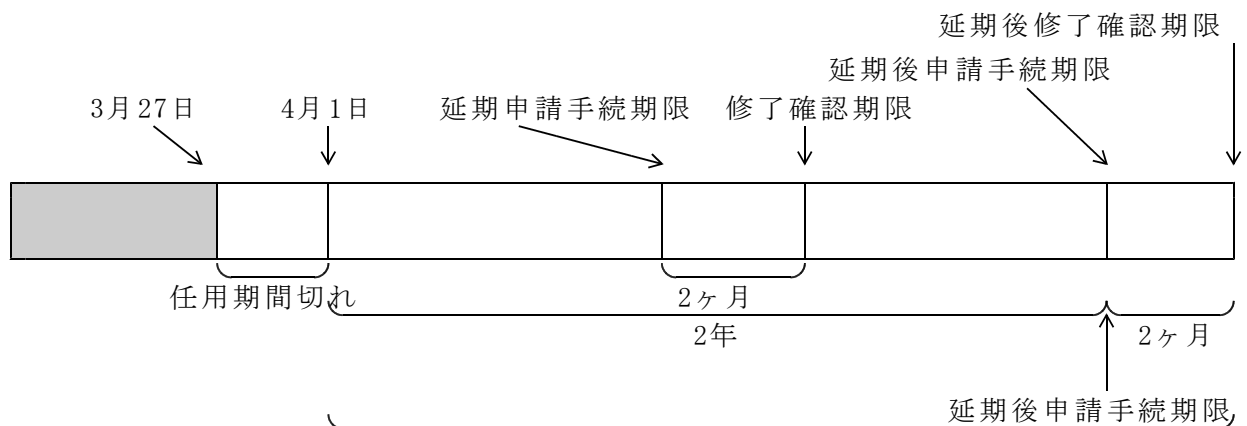 延期後修了確認期限
延期後申請手続期限
3月27日
4月1日
延期申請手続期限
修了確認期限
任用期間切れ
2ヶ月
2年
2ヶ月
延期後申請手続期限